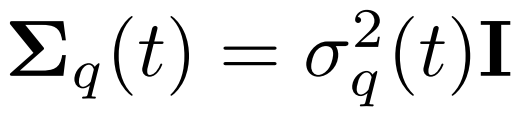 𝚺_q(t) = σ_q^2(t)𝐈